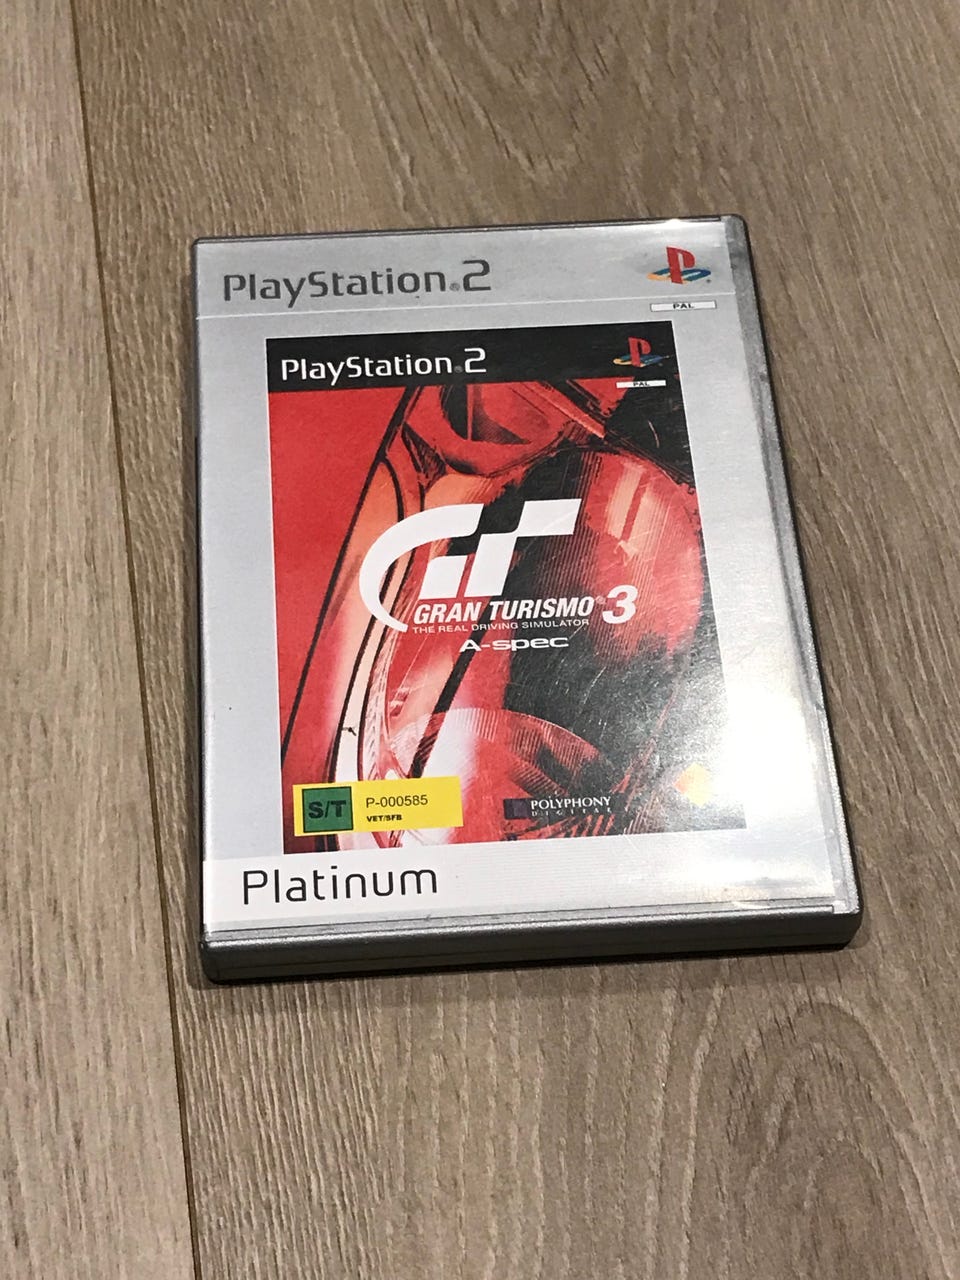 PlayStation®2
PAL
PlayStation®2
PAL
GRAN TURISMO®3
THE REAL DRIVING SIMULATOR
A-spec
S/T P-000585
VET/SFB
POLYPHONY
DIGITAL
Platinum